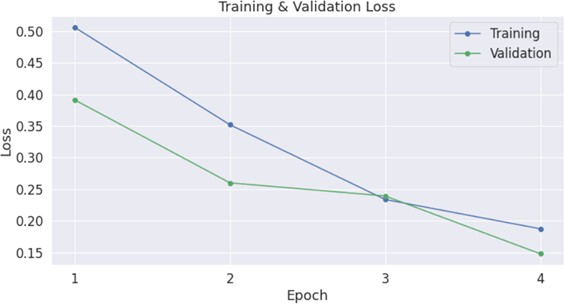 Training & Validation Loss
Training
Validation
Loss
0.50
0.45
0.40
0.35
0.30
0.25
0.20
0.15
1 2 3 4
Epoch